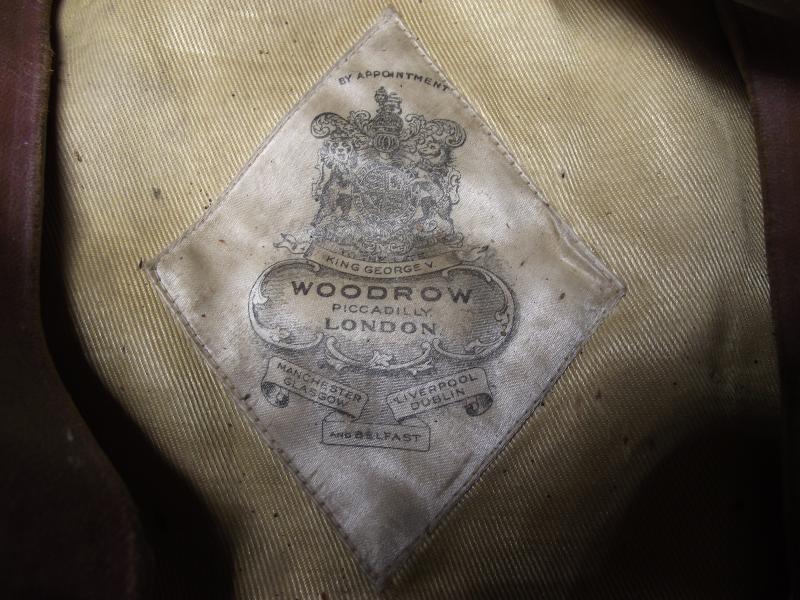 BY APPOINTMENT
KING GEORGE V
WOODROW
PICCADILLY.
LONDON
MANCHESTER
GLASGOW
LIVERPOOL
DUBLIN
AND BELFAST